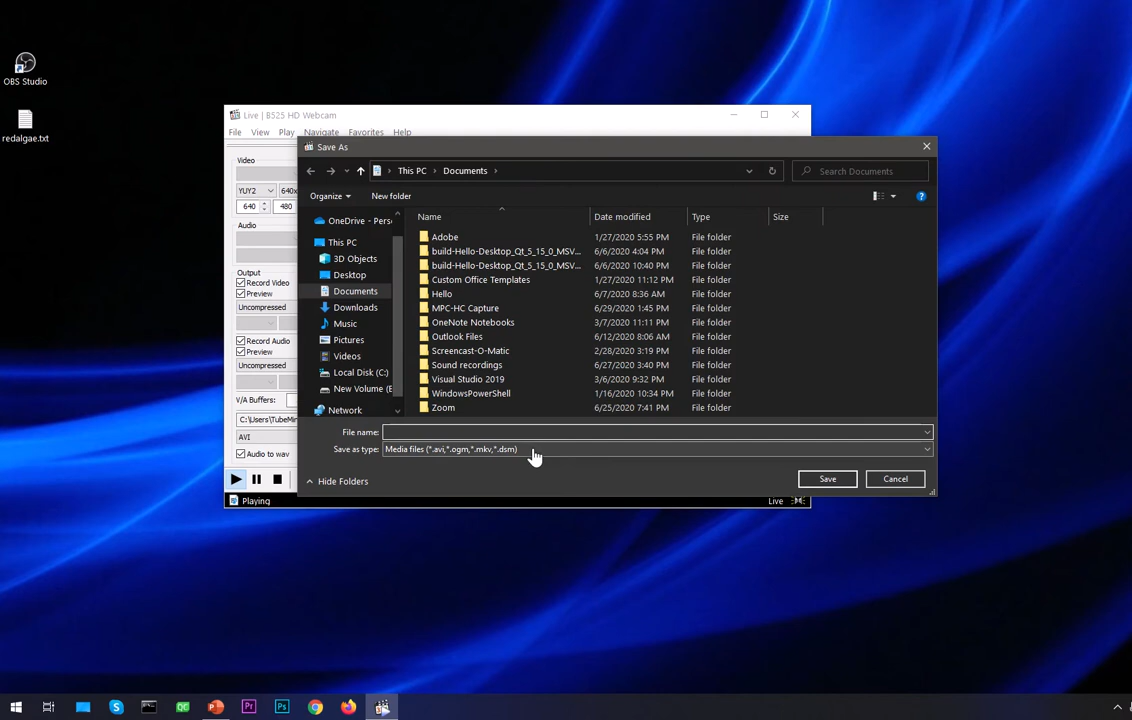 OBS Studio
redalgae.txt
Live | B525 HD Webcam
File View Play Navigate Favorites Help
Save As
This PC Documents
Search Documents
Organize New folder
Name Date modified Type Size
OneDrive - Pers
This PC
3D Objects
Desktop
Documents
Downloads
Music
Pictures
Videos
Local Disk (C:)
New Volume (E
Network
Adobe 1/27/2020 5:55 PM File folder
build-Hello-Desktop_Qt_5_15_0_MSV... 6/6/2020 4:04 PM File folder
build-Hello-Desktop_Qt_5_15_0_MSV... 6/6/2020 10:40 PM File folder
Custom Office Templates 1/27/2020 11:12 PM File folder
Hello 6/7/2020 8:36 AM File folder
MPC-HC Capture 6/29/2020 1:45 PM File folder
OneNote Notebooks 3/7/2020 11:11 PM File folder
Outlook Files 6/12/2020 8:06 AM File folder
Screencast-O-Matic 2/28/2020 3:19 PM File folder
Sound recordings 6/27/2020 3:40 PM File folder
Visual Studio 2019 3/6/2020 9:32 PM File folder
WindowsPowerShell 1/16/2020 10:34 PM File folder
Zoom 6/25/2020 7:41 PM File folder
File name:
Save as type: Media files (*.avi,*.ogm,*.mkv,*.dsm)
Hide Folders
Save Cancel
Video
YUY2 640x
640 480
Audio
Output
Record Video
Preview
Uncompressed
Record Audio
Preview
Uncompressed
V/A Buffers:
C:\TubeMin
AVI
Audio to wav
Playing Live
QC Pr Ps